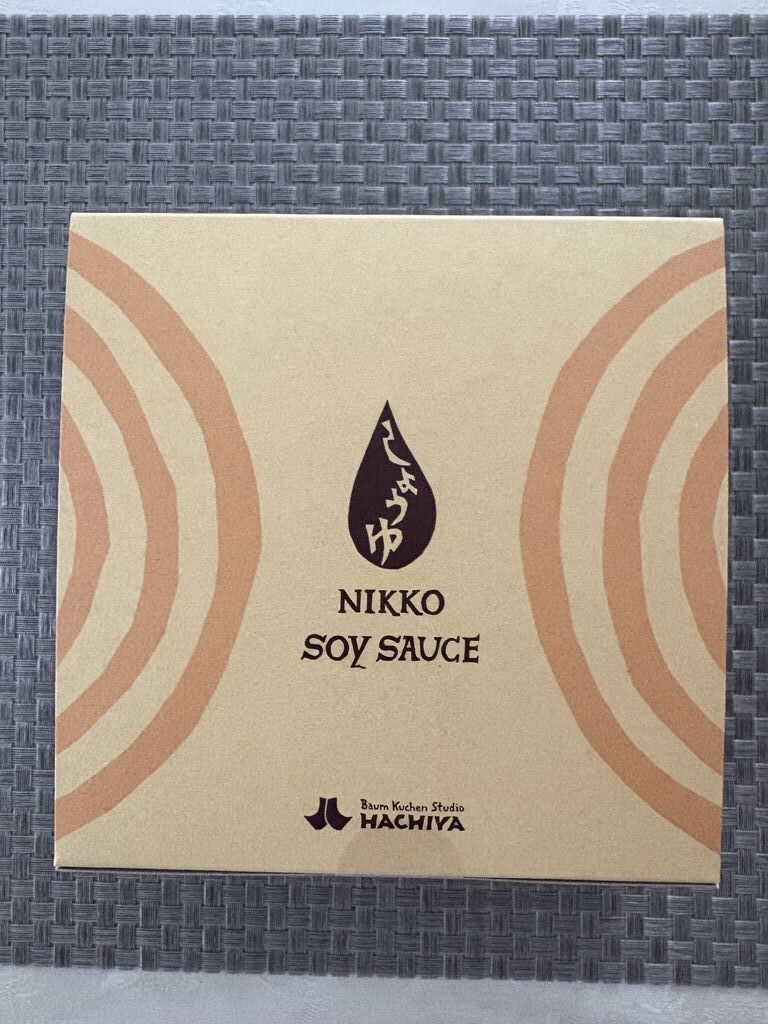 しょうゆ
NIKKO
SOY SAUCE
Baum Kuchen Studio
HACHIYA